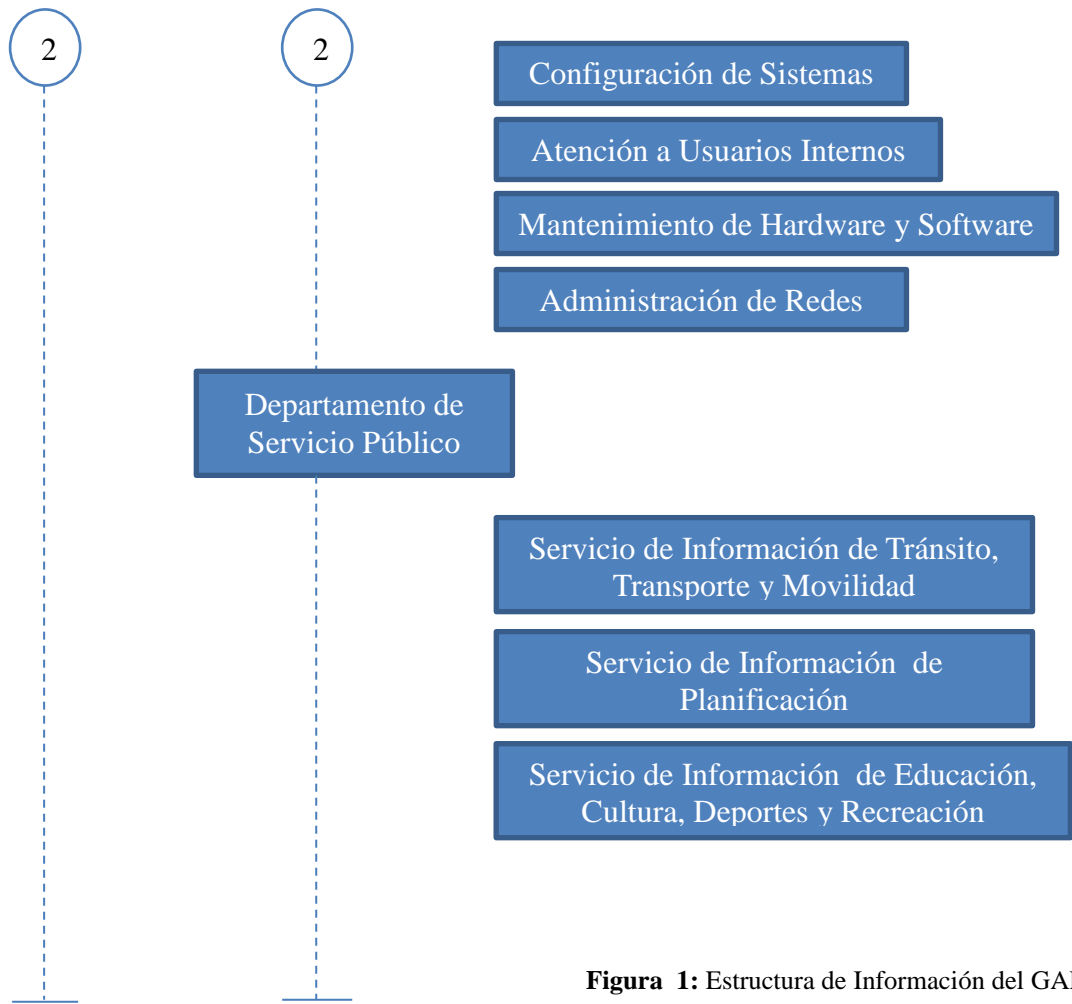 2 2
Configuración de Sistemas
Atención a Usuarios Internos
Mantenimiento de Hardware y Software
Administración de Redes
Departamento de
Servicio Público
Servicio de Información de Tránsito,
Transporte y Movilidad
Servicio de Información de
Planificación
Servicio de Información de Educación,
Cultura, Deportes y Recreación
Figura 1: Estructura de Información del